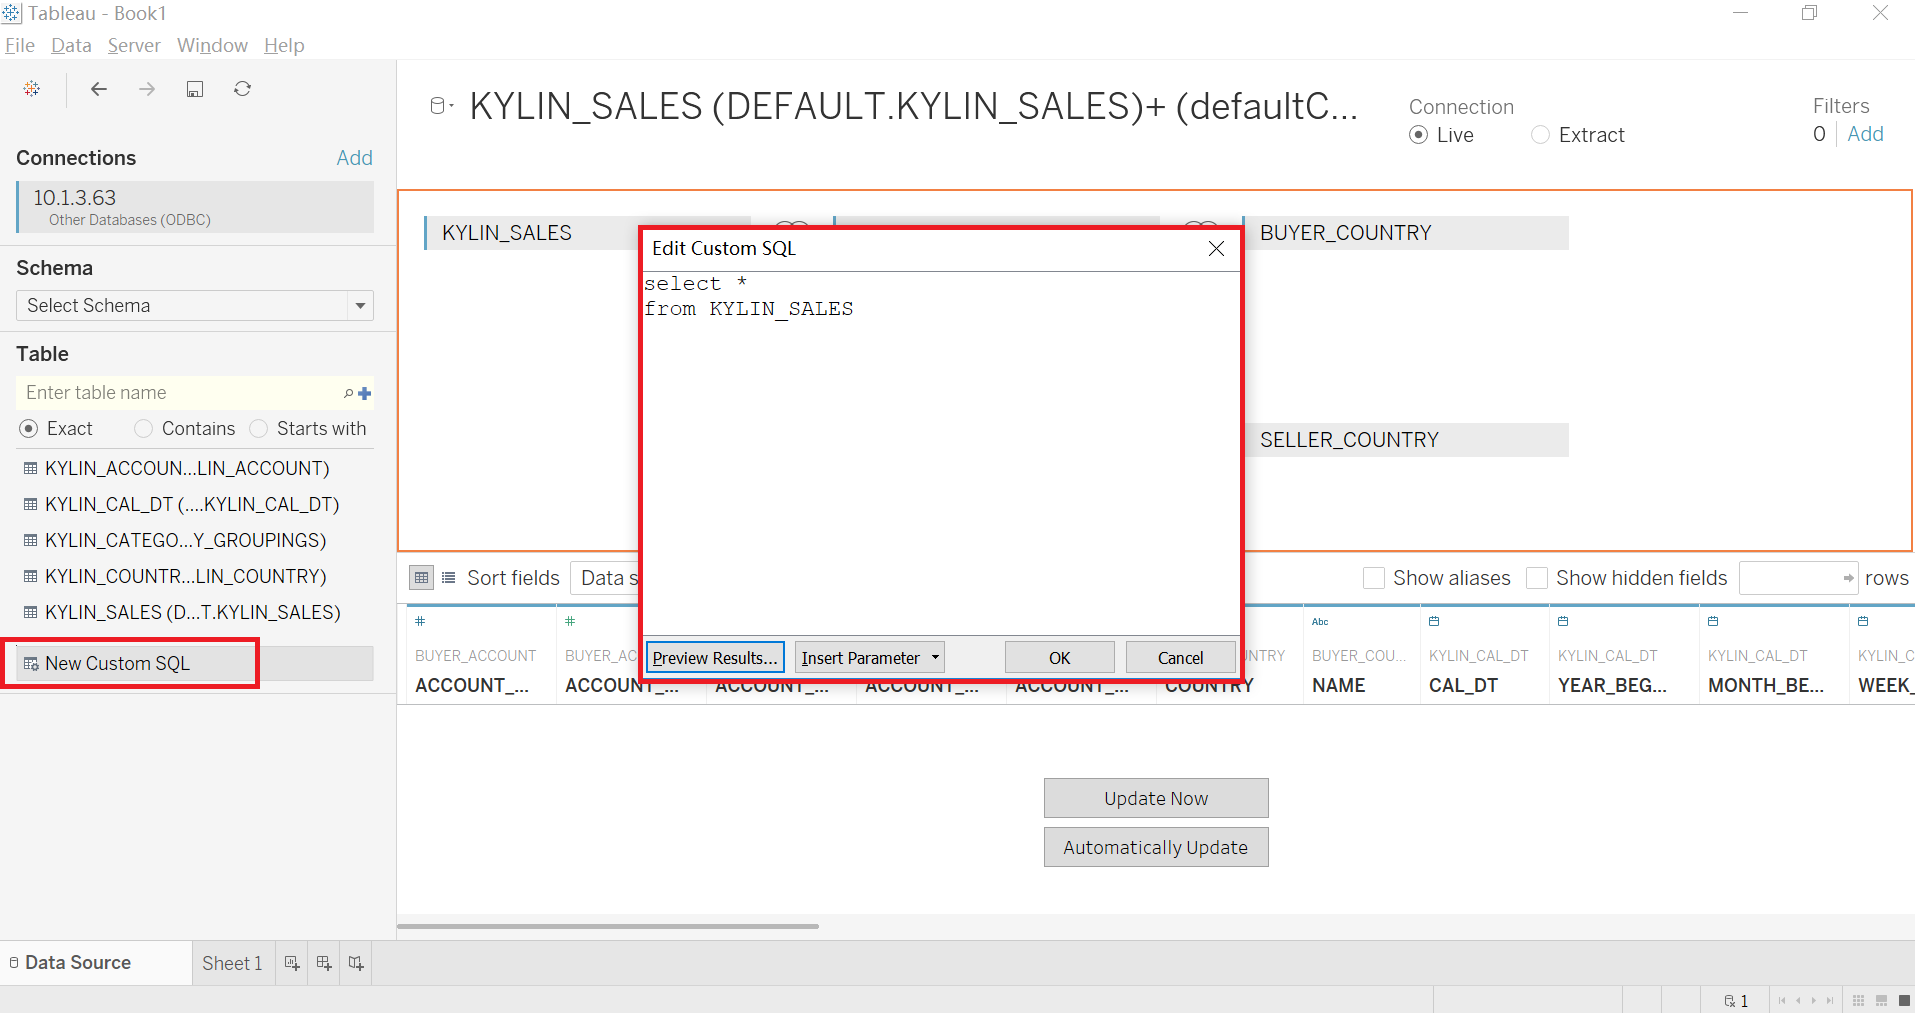 Tableau - Book1
File Data Server Window Help
KYLIN_SALES (DEFAULT.KYLIN_SALES)+ (defaultC...
Connection
Live
Extract
Filters
0
Add
Connections
Add
10.1.3.63
Other Databases (ODBC)
Schema
Select Schema
Table
Enter table name
Exact
Contains
Starts with
KYLIN_ACCOUN...LIN_ACCOUNT)
KYLIN_CAL_DT (....KYLIN_CAL_DT)
KYLIN_CATEGO...Y_GROUPINGS)
KYLIN_COUNTR...LIN_COUNTRY)
KYLIN_SALES (D...T.KYLIN_SALES)
New Custom SQL
KYLIN_SALES
BUYER_COUNTRY
SELLER_COUNTRY
Edit Custom SQL
select *
from KYLIN_SALES
Preview Results...
Insert Parameter
OK
Cancel
Sort fields
Data s
Show aliases
Show hidden fields
rows
Abc
BUYER_ACCOUNT
BUYER_AC
NTRY
BUYER_COU...
KYLIN_CAL_DT
KYLIN_CAL_DT
KYLIN_CAL_DT
KYLIN_C
ACCOUNT_...
ACCOUNT_...
ACCOUNT_...
ACCOUNT_...
ACCOUNT_...
COUNTRY
NAME
CAL_DT
YEAR_BEG...
MONTH_BE...
WEEK_
Update Now
Automatically Update
Data Source
Sheet 1
1